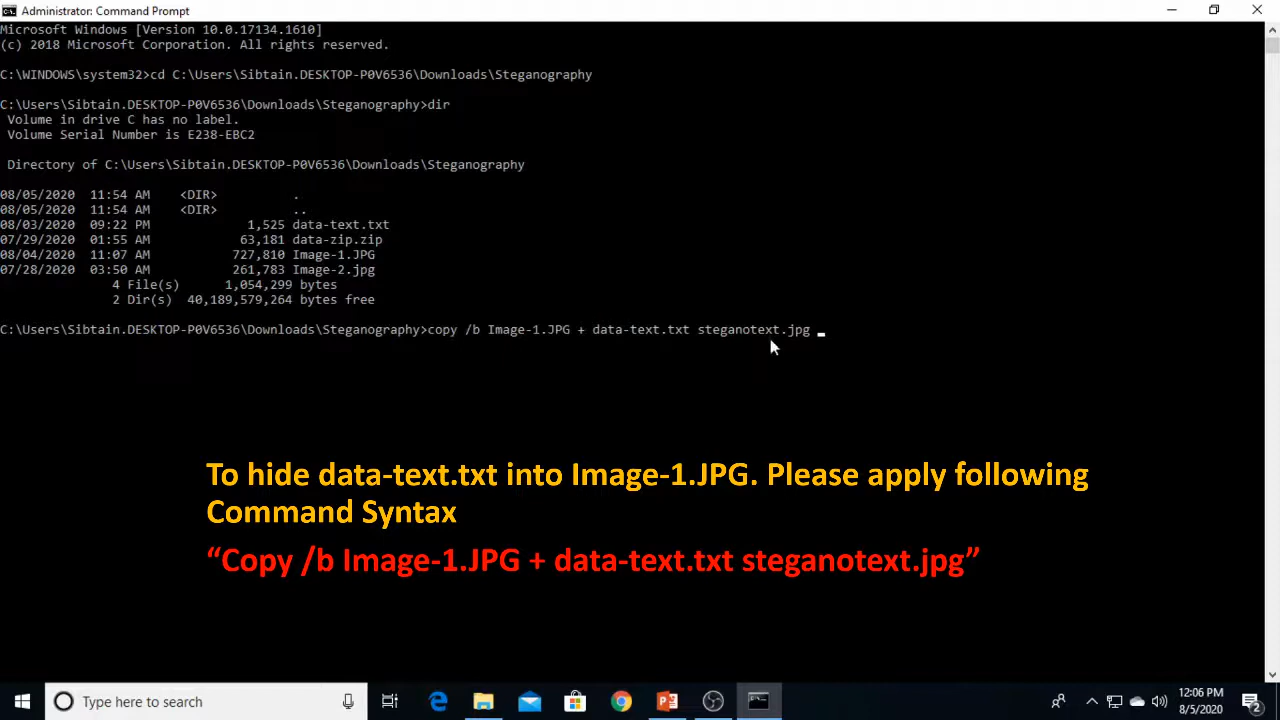 Administrator: Command Prompt
Microsoft Windows [Version 10.0.17134.1610]
(c) 2018 Microsoft Corporation. All rights reserved.
C:\WINDOWS\system32>cd C:\Users\Sibtain.DESKTOP-P0V6536\Downloads\Steganography
C:\Users\Sibtain.DESKTOP-P0V6536\Downloads\Steganography>dir
Volume in drive C has no label.
Volume Serial Number is E238-EBC2
Directory of C:\Users\Sibtain.DESKTOP-P0V6536\Downloads\Steganography
08/05/2020  11:54 AM    <DIR>          .
08/05/2020  11:54 AM    <DIR>          ..
08/03/2020  09:22 PM             1,525 data-text.txt
07/29/2020  01:55 AM            63,181 data-zip.zip
08/04/2020  11:07 AM           727,810 Image-1.JPG
07/28/2020  03:50 AM           261,783 Image-2.jpg
4 File(s)      1,054,299 bytes
2 Dir(s)  40,189,579,264 bytes free
C:\Users\Sibtain.DESKTOP-P0V6536\Downloads\Steganography>copy /b Image-1.JPG + data-text.txt steganotext.jpg _
To hide data-text.txt into Image-1.JPG. Please apply following
Command Syntax
“Copy /b Image-1.JPG + data-text.txt steganotext.jpg”
Type here to search
12:06 PM
8/5/2020
2